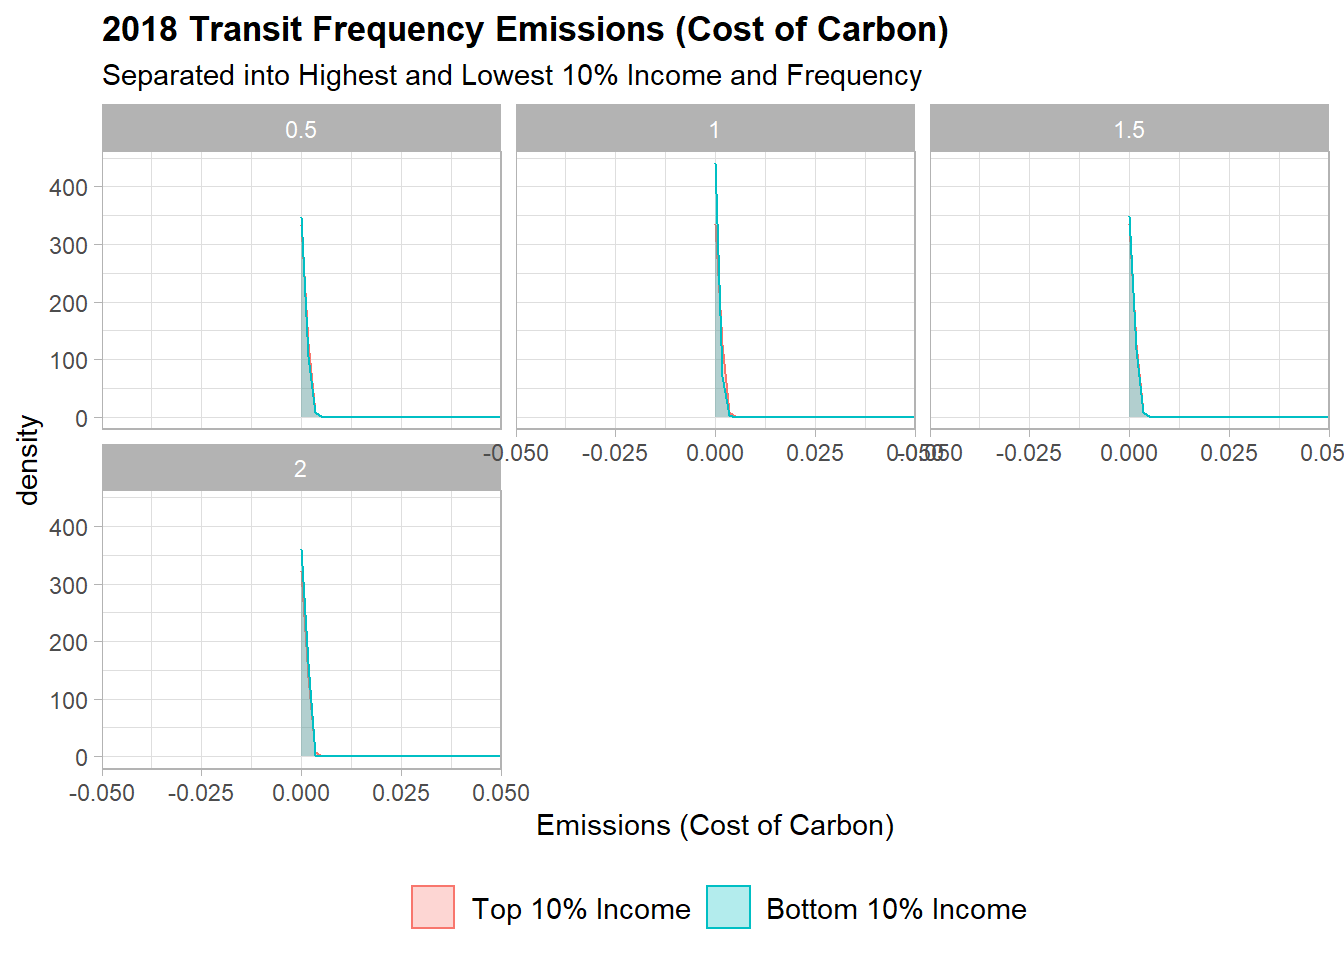 2018 Transit Frequency Emissions (Cost of Carbon)
Separated into Highest and Lowest 10% Income and Frequency
0.5 1 1.5
400
300
200
100
0
-0.050 -0.025 0.000 0.025 0.050 -0.050 -0.025 0.000 0.025 0.05
2
400
300
200
100
0
-0.050 -0.025 0.000 0.025 0.050
density
Emissions (Cost of Carbon)
Top 10% Income Bottom 10% Income